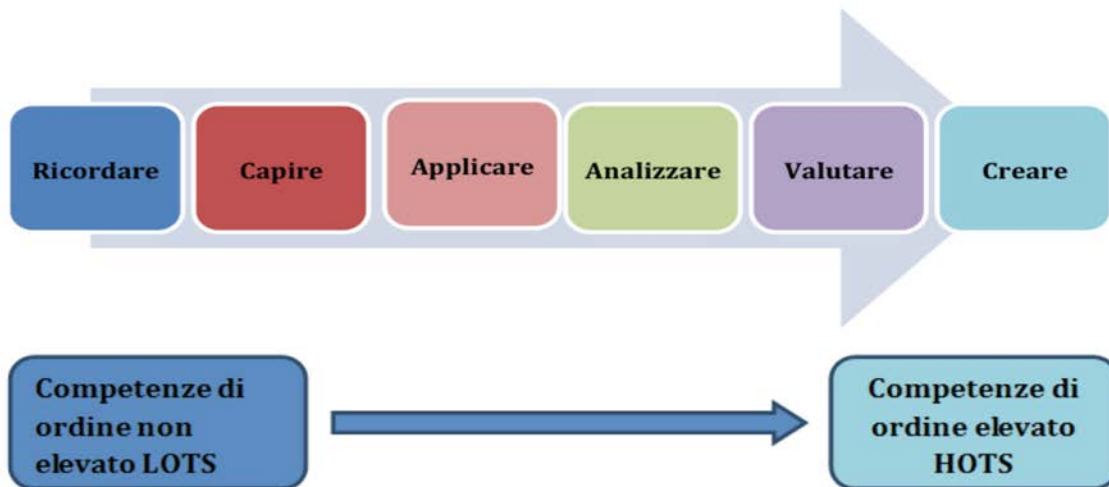 Ricordare
Capire
Applicare
Analizzare
Valutare
Creare
Competenze di
ordine non
elevato LOTS
Competenze di
ordine elevato
HOTS